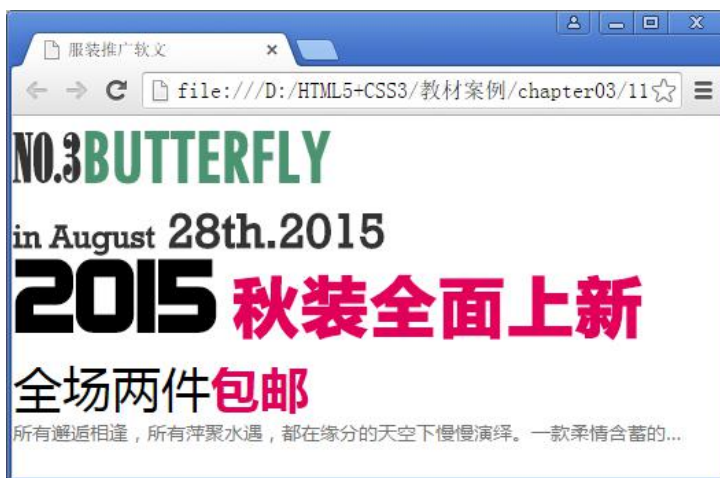 服装推广软文
file:///D:/HTML5+CSS3/教材案例/chapter03/11
NO.3BUTTERFLY
in August 28th.2015
2015 秋装全面上新
全场两件包邮
所有邂逅相逢，所有萍聚水遇，都在缘分的天空下慢慢演绎。一款柔情含蓄的...